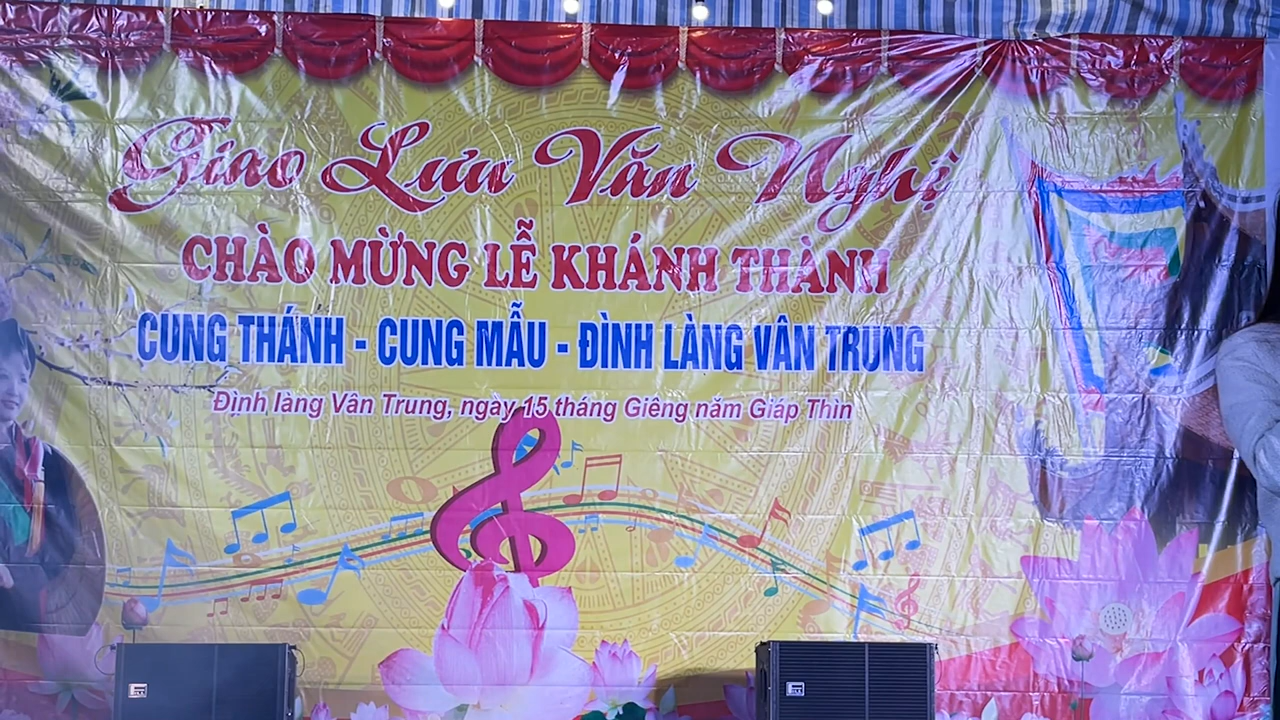 Giao Lưu Văn Nghệ
CHÀO MỪNG LỄ KHÁNH THÀNH
CUNG THÁNH - CUNG MẪU - ĐÌNH LÀNG VÂN TRUNG
Định làng Vân Trung, ngày 15 tháng Giêng năm Giáp Thìn